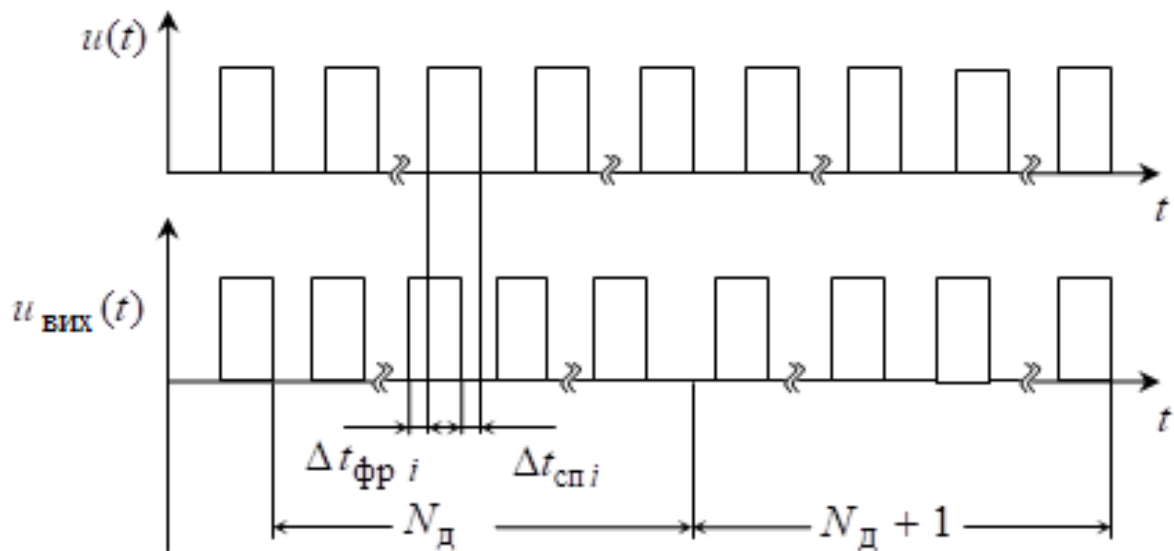 u(t)
t
u вих (t)
t
Δt фр i
Δt сп i
N д
N д + 1